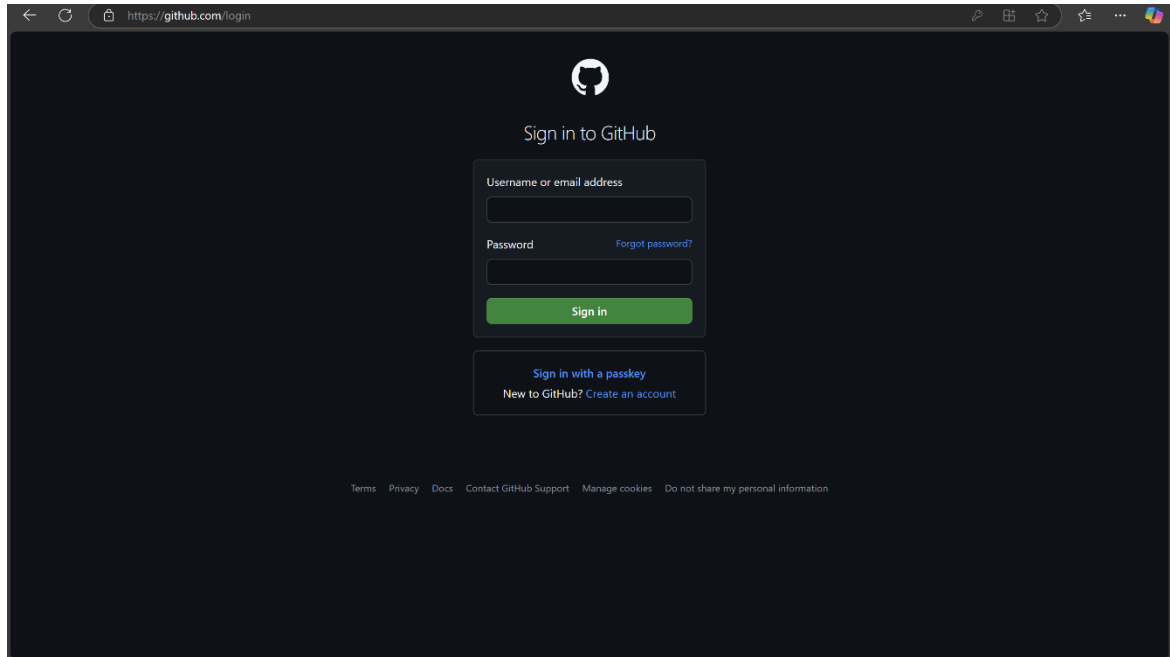 https://github.com/login
Sign in to GitHub
Username or email address
Password Forgot password?
Sign in
Sign in with a passkey
New to GitHub? Create an account
Terms Privacy Docs Contact GitHub Support Manage cookies Do not share my personal information